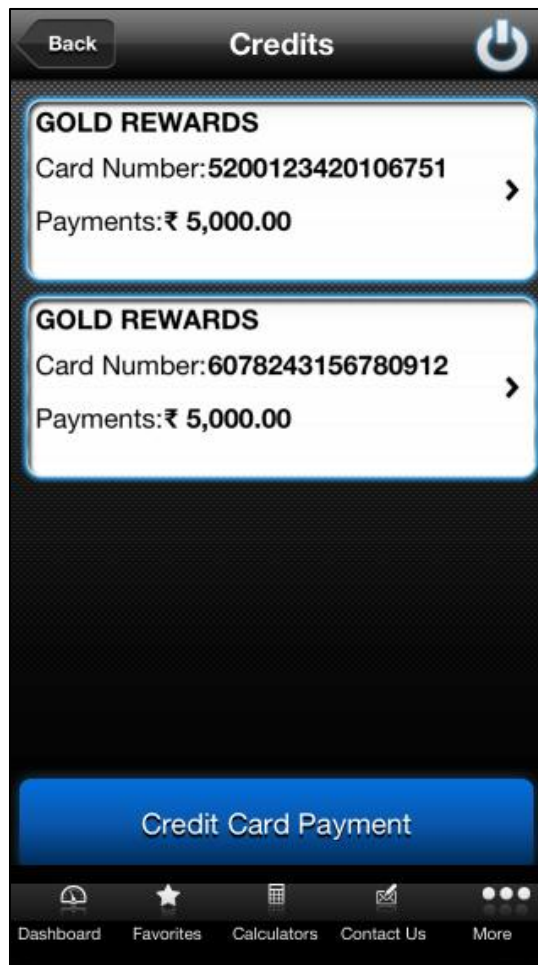 Back
Credits
GOLD REWARDS
Card Number:5200123420106751
Payments:₹ 5,000.00
GOLD REWARDS
Card Number:6078243156780912
Payments:₹ 5,000.00
Credit Card Payment
Dashboard
Favorites
Calculators
Contact Us
More